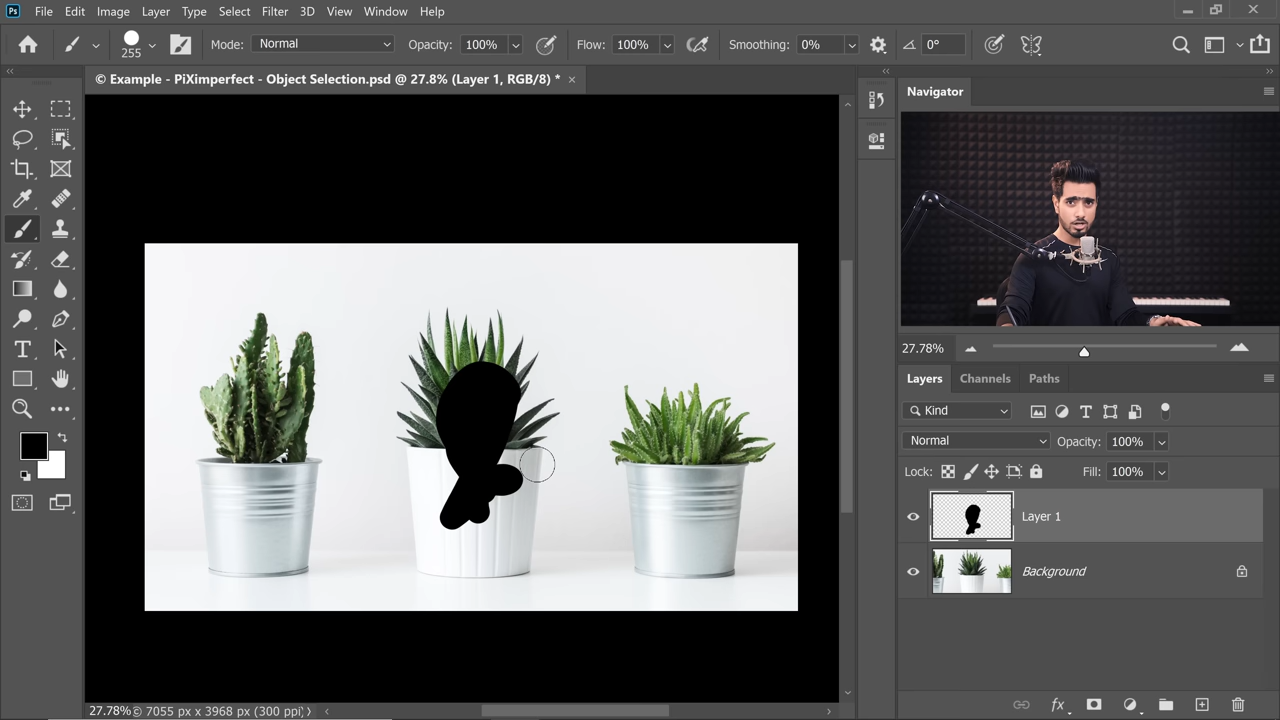 Ps File Edit Image Layer Type Select Filter 3D View Window Help
255 Mode: Normal Opacity: 100% Flow: 100% Smoothing: 0% 0°
© Example - PiXimperfect - Object Selection.psd @ 27.8% (Layer 1, RGB/8) *
Navigator
27.78%
Layers Channels Paths
Kind
Normal Opacity: 100%
Lock: Fill: 100%
Layer 1
Background
fx
27.78% © 7055 px x 3968 px (300 ppi)